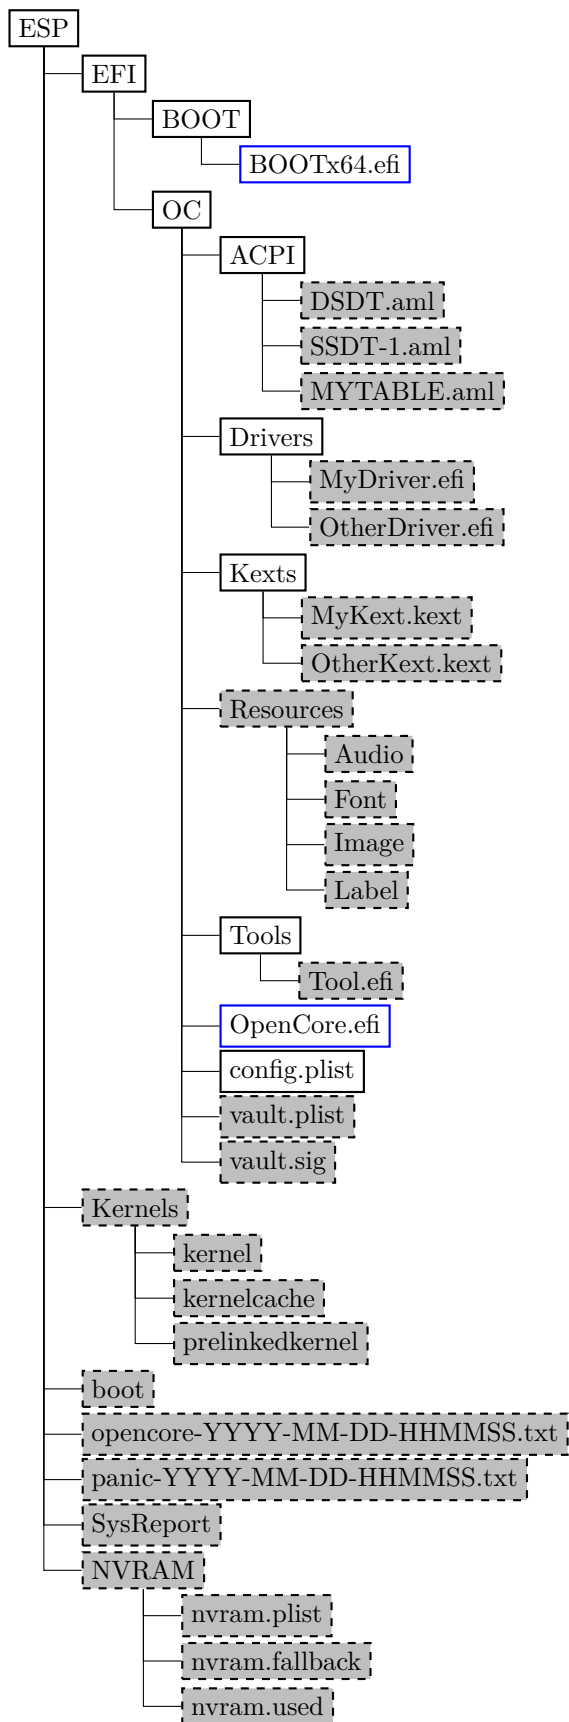 ESP
EFI
BOOT
BOOTx64.efi
OC
ACPI
DSDT.aml
SSDT-1.aml
MYTABLE.aml
Drivers
MyDriver.efi
OtherDriver.efi
Kexts
MyKext.kext
OtherKext.kext
Resources
Audio
Font
Image
Label
Tools
Tool.efi
OpenCore.efi
config.plist
vault.plist
vault.sig
Kernels
kernel
kernelcache
prelinkedkernel
boot
opencore-YYYY-MM-DD-HHMMSS.txt
panic-YYYY-MM-DD-HHMMSS.txt
SysReport
NVRAM
nvram.plist
nvram.fallback
nvram.used